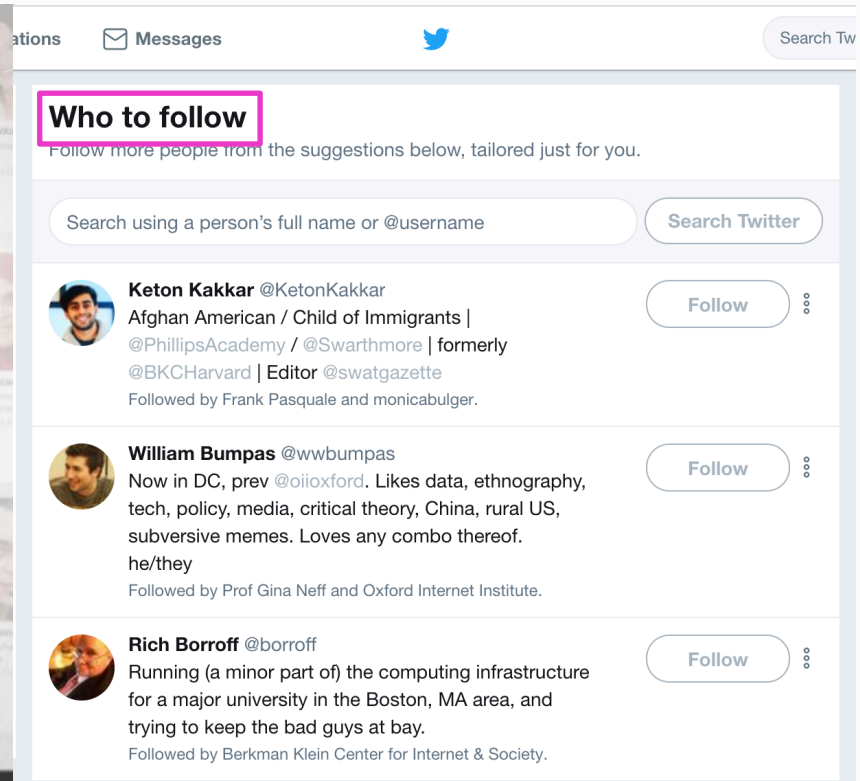 ations Messages Search Tw
Who to follow
Follow more people from the suggestions below, tailored just for you.
Search using a person's full name or @username Search Twitter
Keton Kakkar @KetonKakkar Follow
Afghan American / Child of Immigrants |
@PhillipsAcademy / @Swarthmore | formerly
@BKCHarvard | Editor @swatgazette
Followed by Frank Pasquale and monicabulger.
William Bumpas @wwbumpas Follow
Now in DC, prev @oiioxford. Likes data, ethnography,
tech, policy, media, critical theory, China, rural US,
subversive memes. Loves any combo thereof.
he/they
Followed by Prof Gina Neff and Oxford Internet Institute.
Rich Borroff @borroff Follow
Running (a minor part of) the computing infrastructure
for a major university in the Boston, MA area, and
trying to keep the bad guys at bay.
Followed by Berkman Klein Center for Internet & Society.